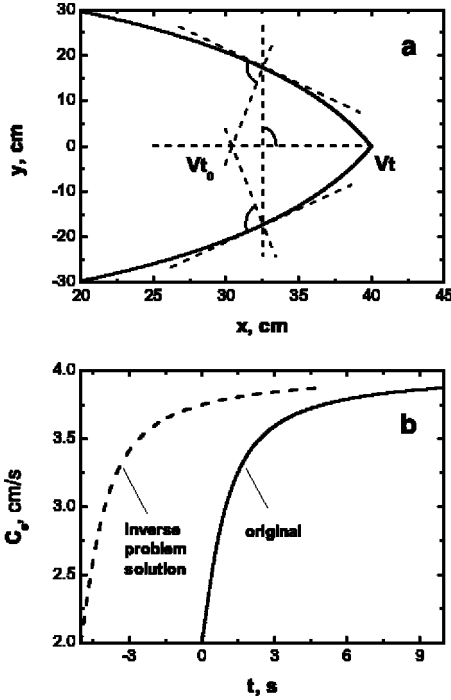 30
20
10
0
-10
-20
-30
y, cm
a
Vt₀
Vt
20 25 30 35 40 45
x, cm
4.0
3.5
3.0
2.5
2.0
Cₛ, cm/s
b
inverse
problem
solution
original
-3 0 3 6 9
t, s